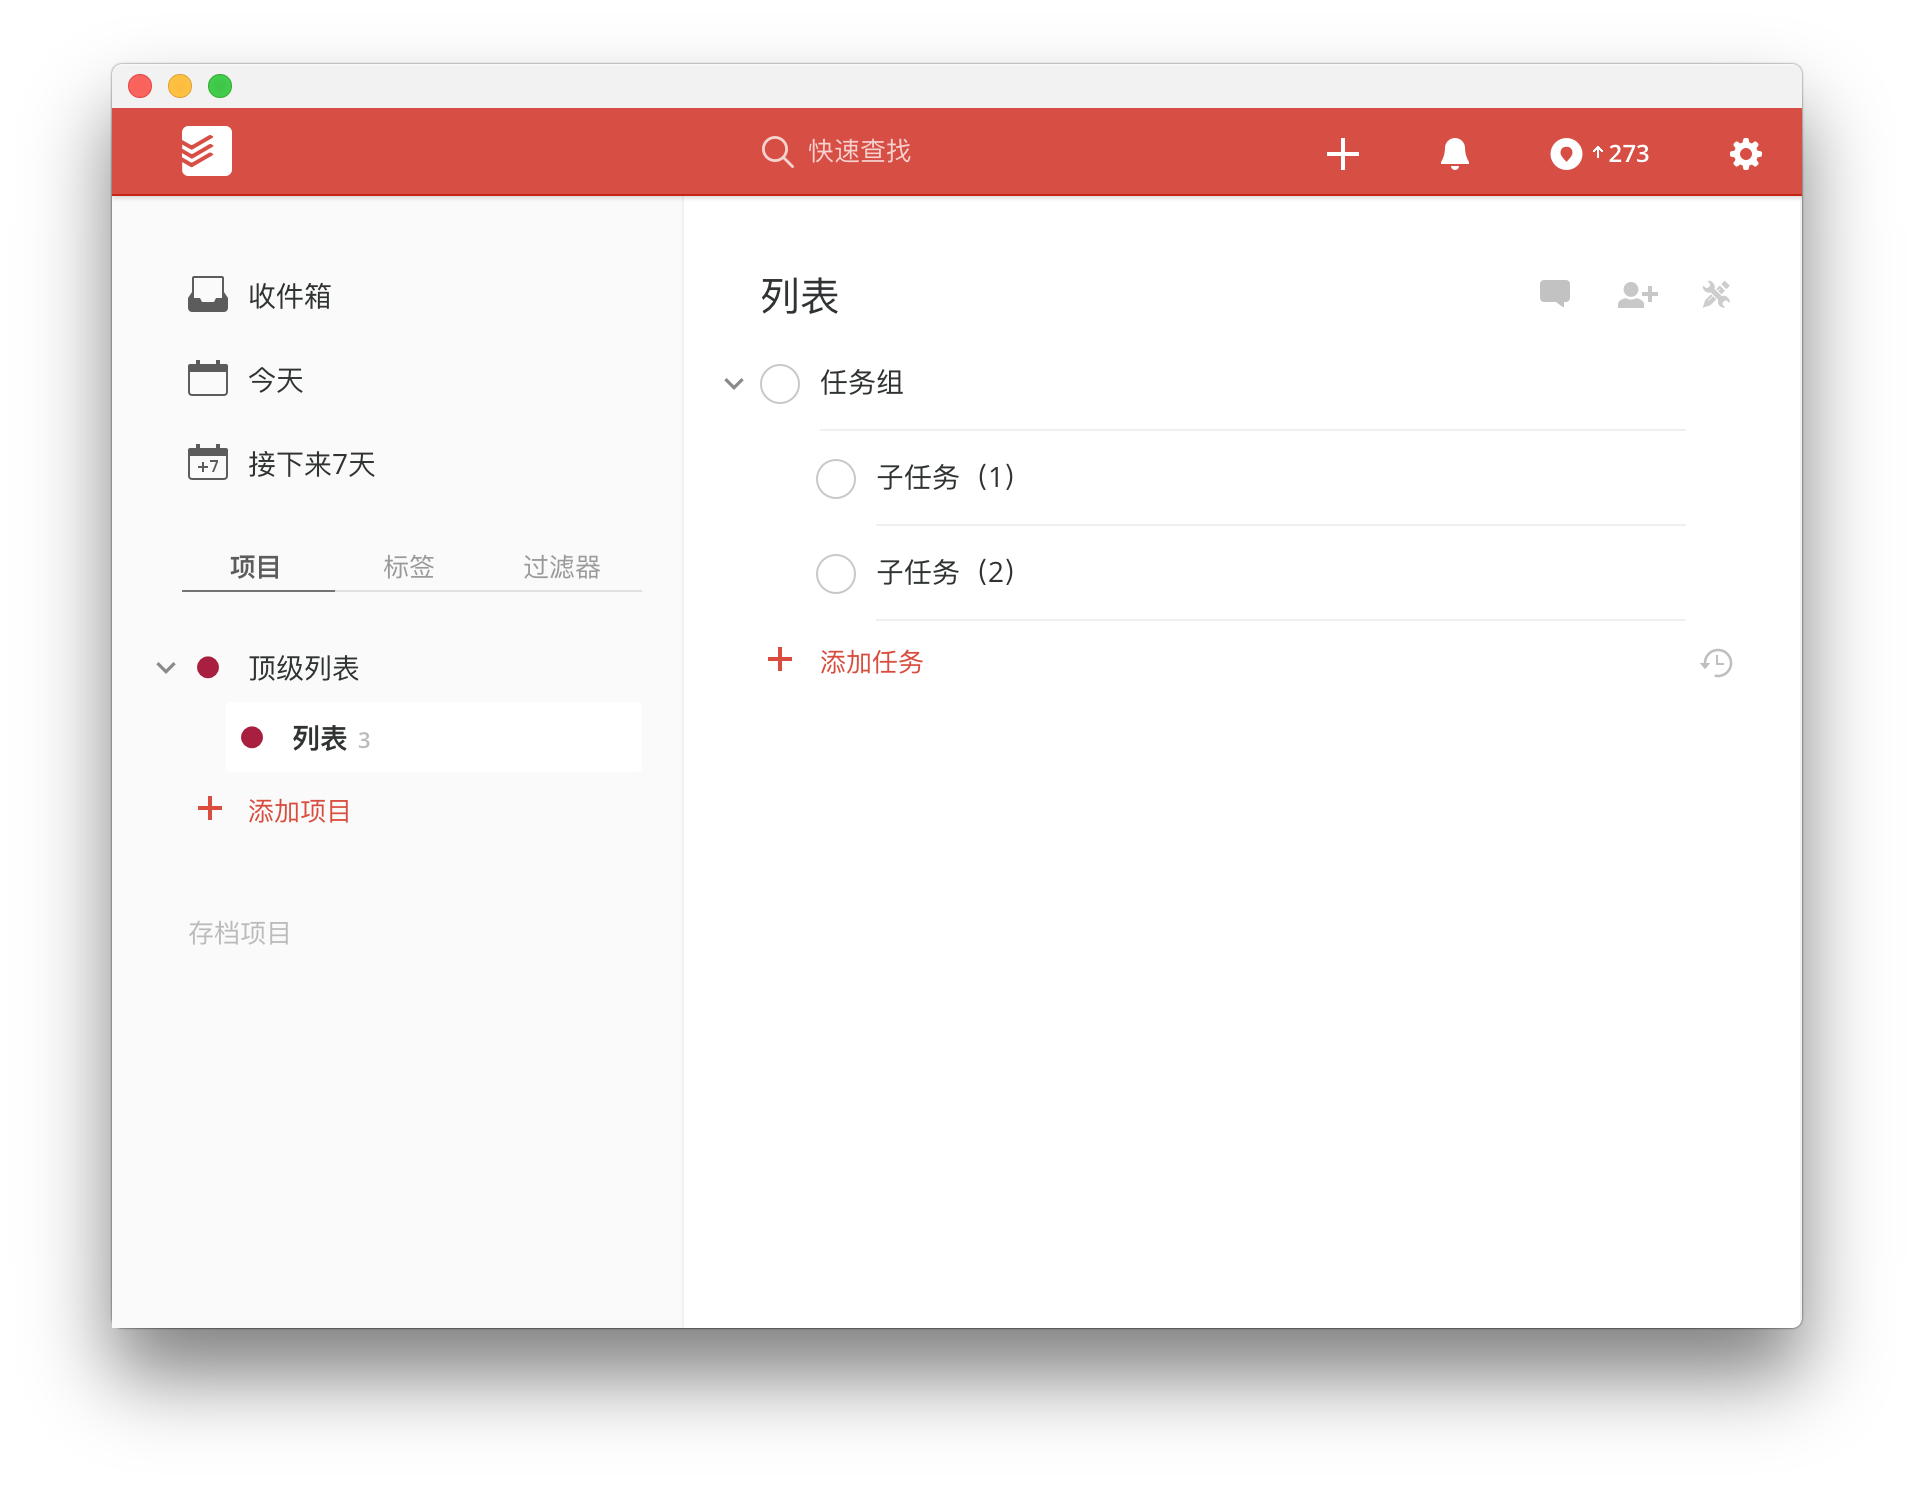 快速查找
↑273
收件箱
今天
+7
接下来7天
项目 标签 过滤器
顶级列表
列表 3
添加项目
存档项目
列表
任务组
子任务（1）
子任务（2）
添加任务